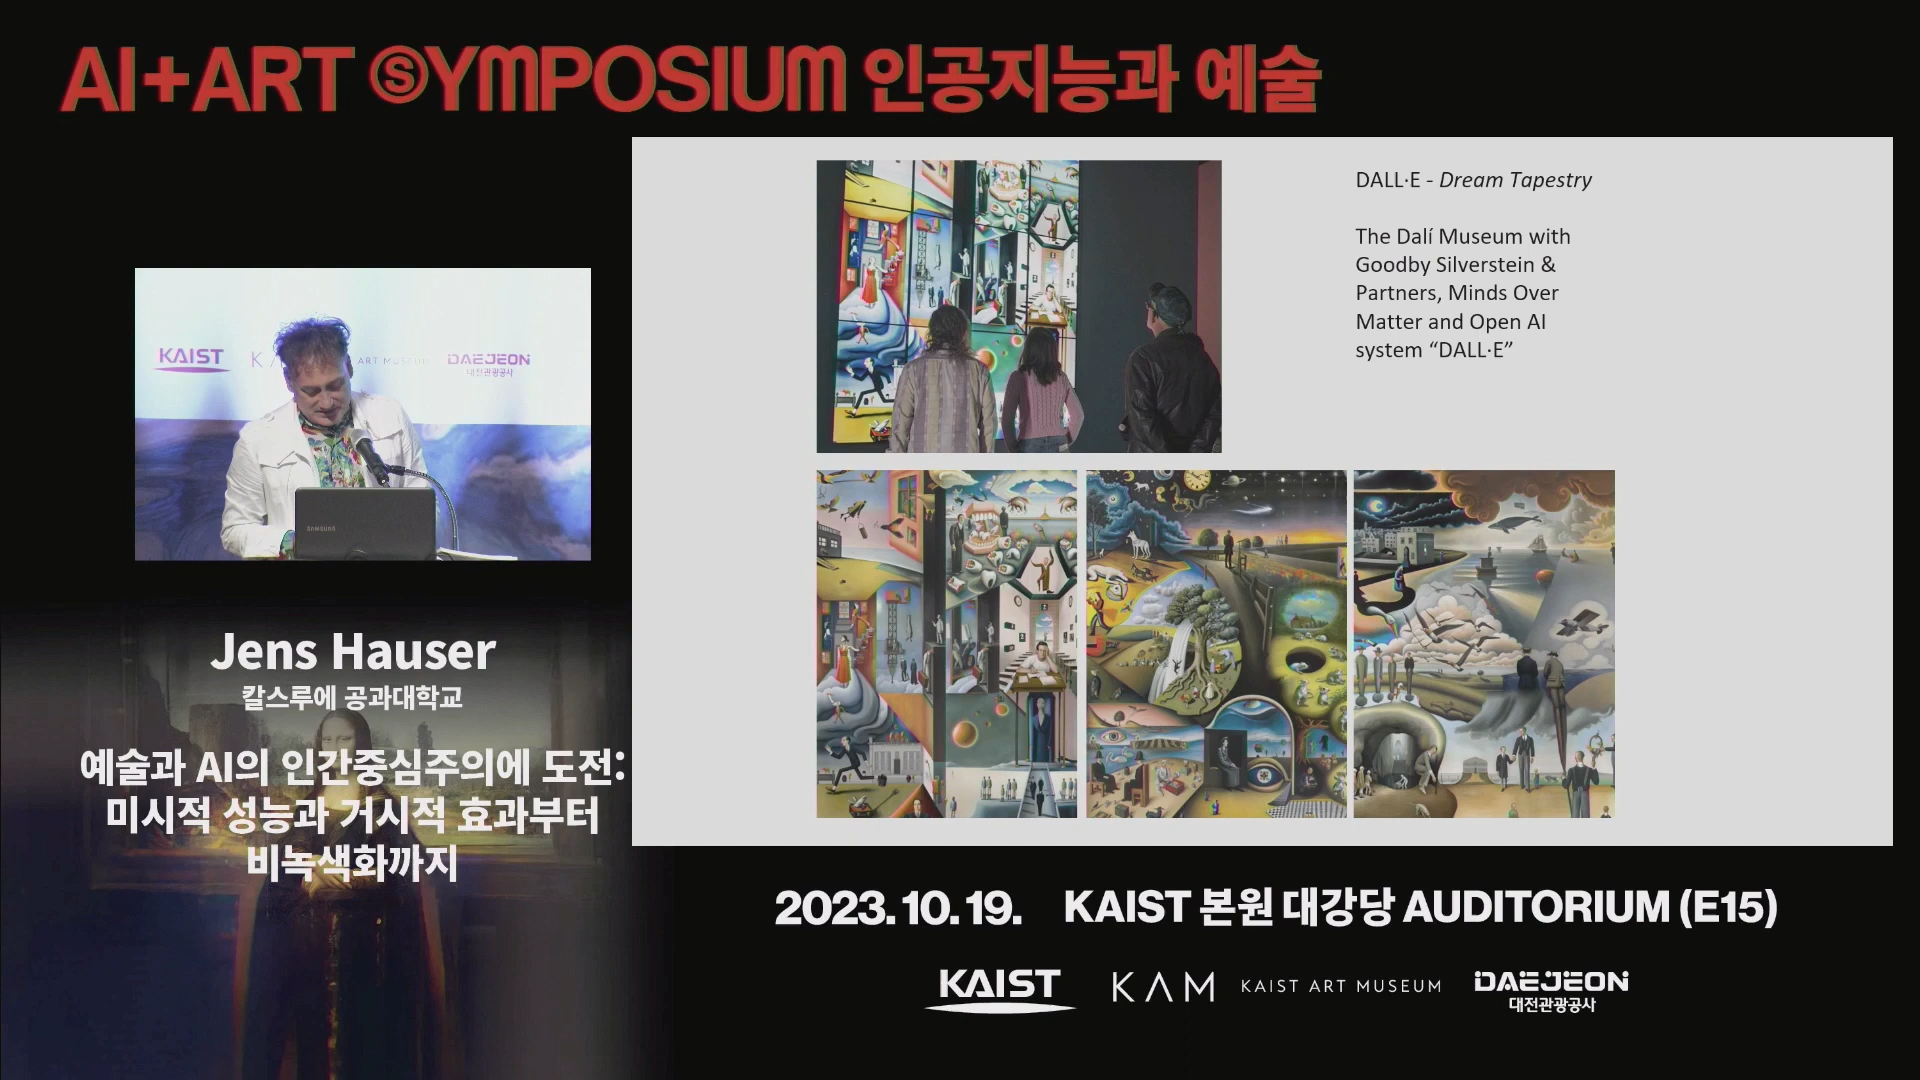 AI+ART SYMPOSIUM 인공지능과 예술
KAIST
ART MUSEUM
DAEJEON
대전관광공사
SAMSUNG
Jens Hauser
칼스루에 공과대학교
예술과 AI의 인간중심주의에 도전:
미시적 성능과 거시적 효과부터
비녹색화까지
DALL·E - Dream Tapestry
The Dalí Museum with
Goodby Silverstein &
Partners, Minds Over
Matter and Open AI
system “DALL·E”
2023. 10. 19. KAIST 본원 대강당 AUDITORIUM (E15)
KAIST KAM KAIST ART MUSEUM DAEJEON
대전관광공사